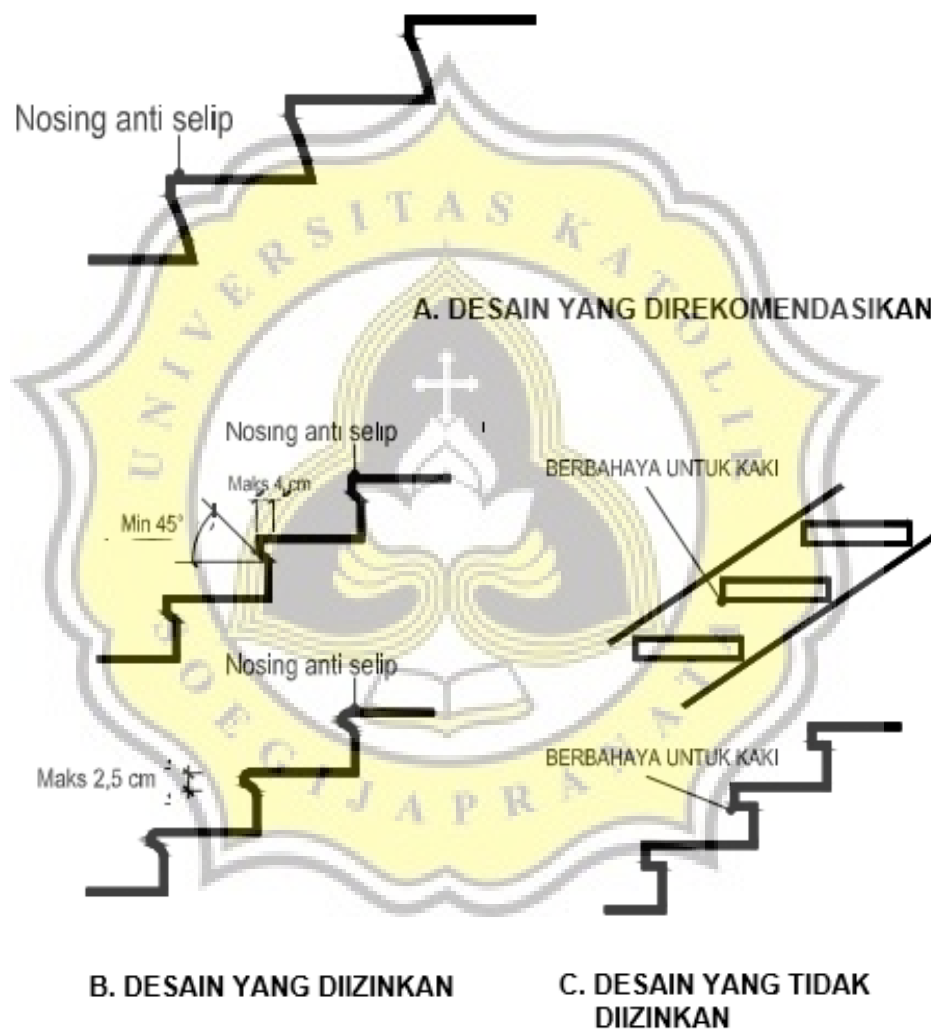 Nosing anti selip
UNIVERSITAS KATOLIK
A. DESAIN YANG DIREKOMENDASIKAN
Nosing anti selip
Maks 4 cm
Min 45°
BERBAHAYA UNTUK KAKI
Nosing anti selip
Maks 2,5 cm
BERBAHAYA UNTUK KAKI
SOEGIJAPRANATA
B. DESAIN YANG DIIZINKAN
C. DESAIN YANG TIDAK
DIIZINKAN